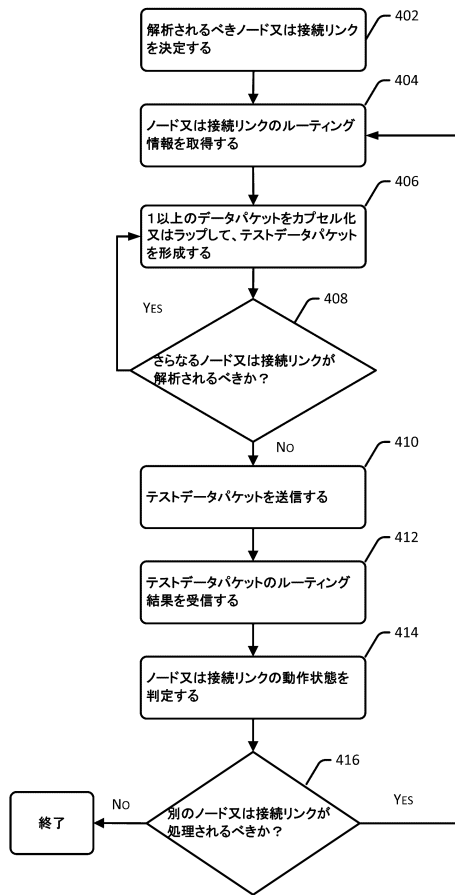 解析されるべきノード又は接続リンク
を決定する
402
ノード又は接続リンクのルーティング
情報を取得する
404
1以上のデータパケットをカプセル化
又はラップして、テストデータパケット
を形成する
406
YES
さらなるノード又は接続リンクが
解析されるべきか？
408
NO
テストデータパケットを送信する
410
テストデータパケットのルーティング
結果を受信する
412
ノード又は接続リンクの動作状態を
判定する
414
別のノード又は接続リンクが
処理されるべきか？
416
NO
YES
終了